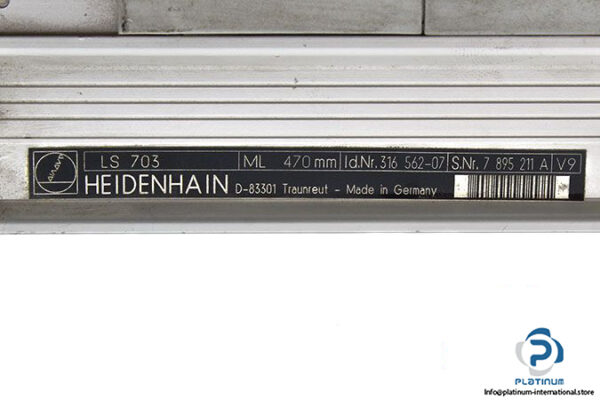 LS 703 ML 470 mm Id.Nr. 316 562-07 S.Nr. 7 895 211 A V9
HEIDENHAIN D-83301 Traunreut - Made in Germany
PLATINUM
Info@platinum-international.store